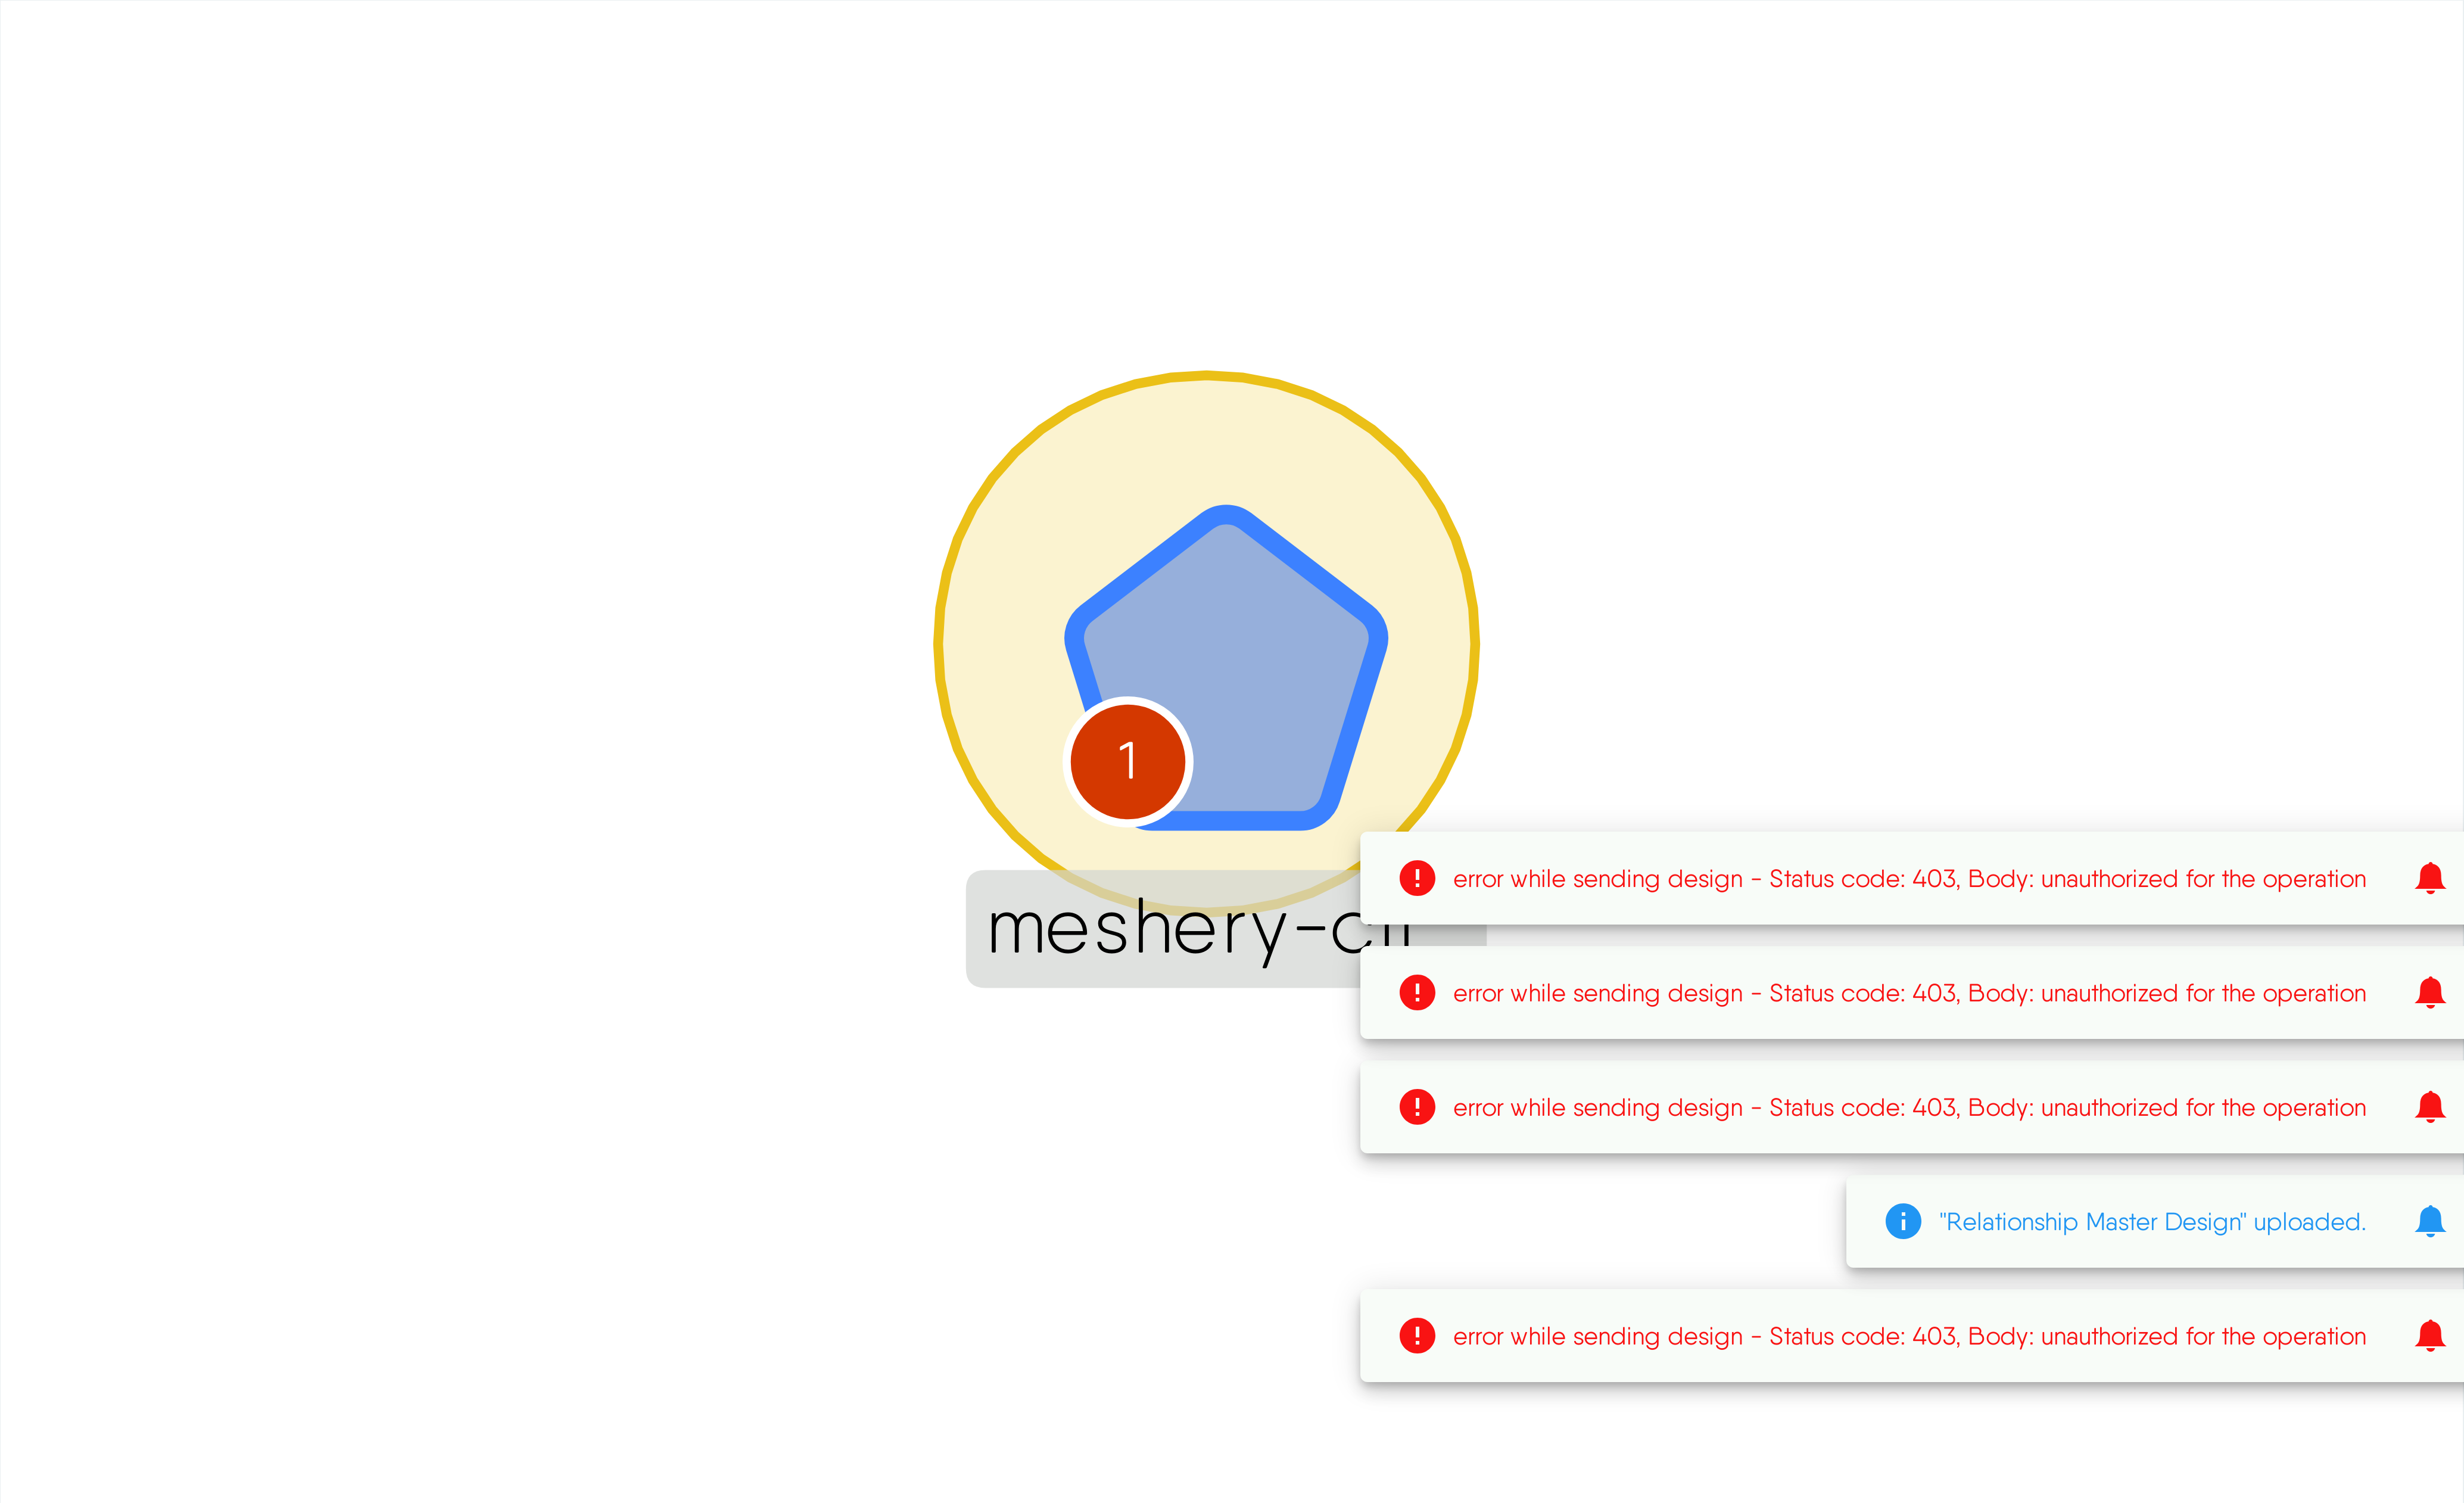 1
error while sending design - Status code: 403, Body: unauthorized for the operation
error while sending design - Status code: 403, Body: unauthorized for the operation
error while sending design - Status code: 403, Body: unauthorized for the operation
"Relationship Master Design" uploaded.
error while sending design - Status code: 403, Body: unauthorized for the operation